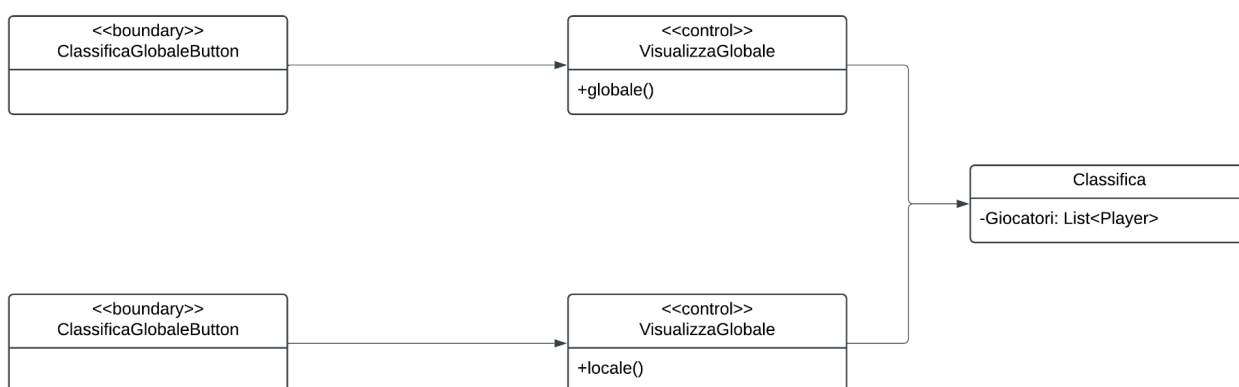 <<boundary>>
ClassificaGlobaleButton
<<control>>
VisualizzaGlobale
+globale()
Classifica
-Giocatori: List<Player>
<<boundary>>
ClassificaGlobaleButton
<<control>>
VisualizzaGlobale
+locale()